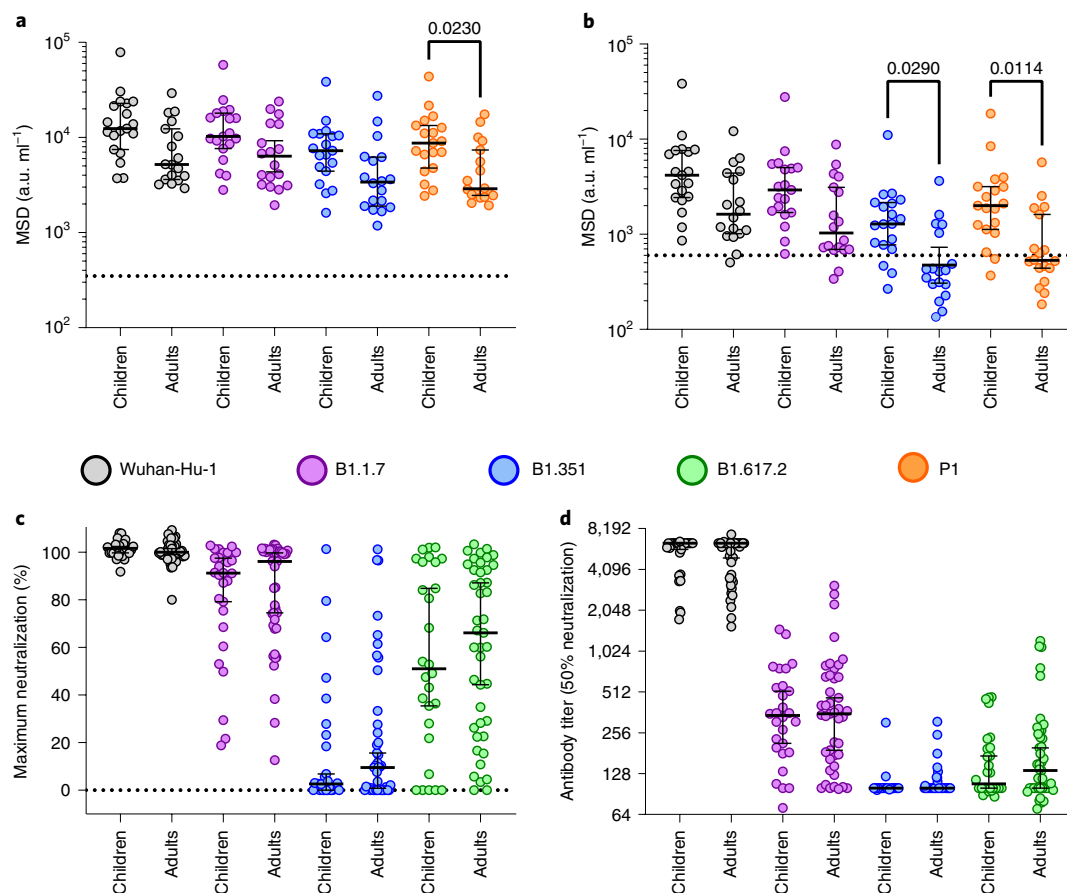 a
10⁵
10⁴
10³
10²
MSD (a.u. ml⁻¹)
0.0230
Children
Adults
Children
Adults
Children
Adults
Children
Adults
b
10⁵
10⁴
10³
10²
MSD (a.u. ml⁻¹)
0.0290
0.0114
Children
Adults
Children
Adults
Children
Adults
Children
Adults
Wuhan-Hu-1
B1.1.7
B1.351
B1.617.2
P1
c
100
80
60
40
20
0
Maximum neutralization (%)
Children
Adults
Children
Adults
Children
Adults
Children
Adults
d
8,192
4,096
2,048
1,024
512
256
128
64
Antibody titer (50% neutralization)
Children
Adults
Children
Adults
Children
Adults
Children
Adults